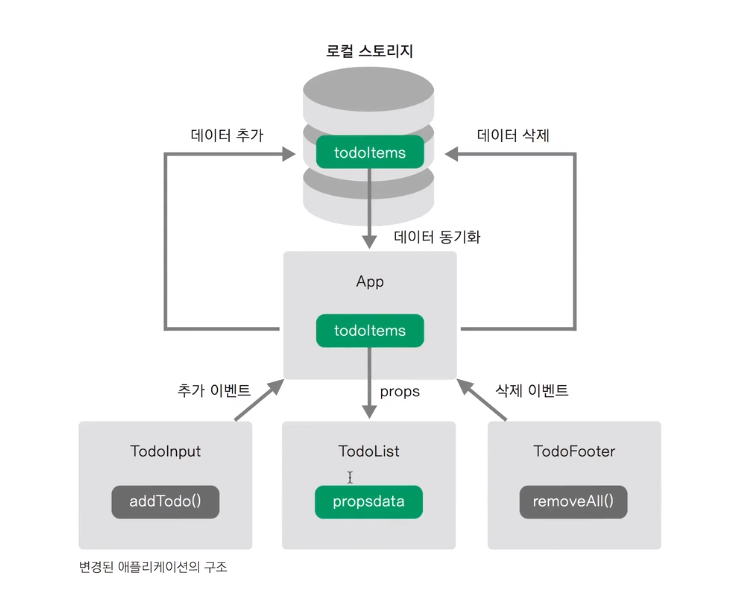 로컬 스토리지
데이터 추가
데이터 삭제
todoItems
데이터 동기화
App
todoItems
추가 이벤트
props
삭제 이벤트
TodoInput
TodoList
TodoFooter
addTodo()
propsdata
removeAll()
변경된 애플리케이션의 구조